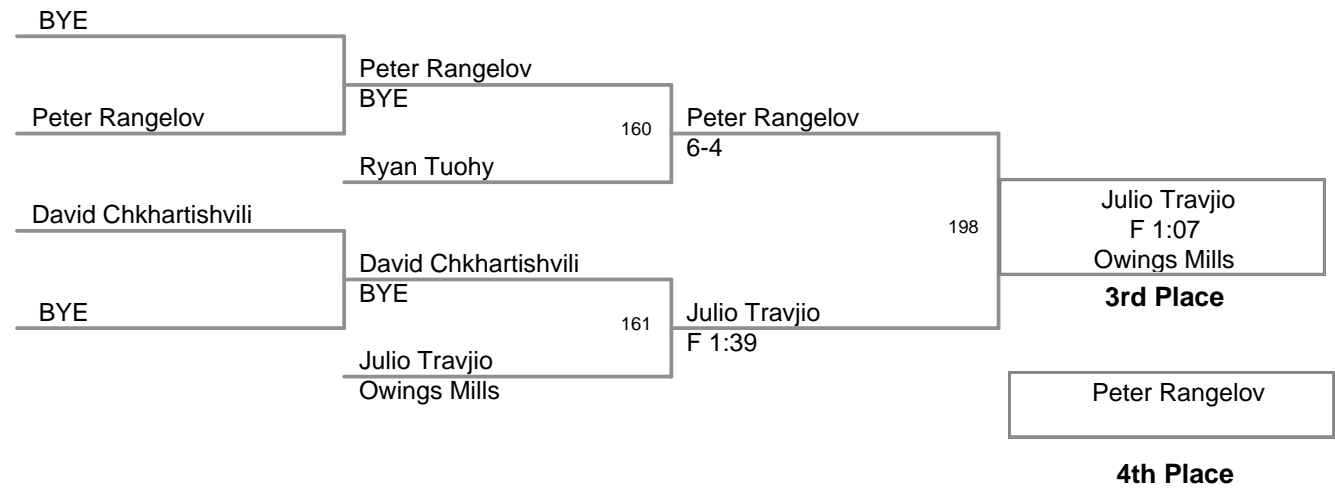 BYE
Peter Rangelov
BYE
Peter Rangelov
160
Peter Rangelov
6-4
Ryan Tuohy
David Chkhartishvili
198
Julio Travjio
F 1:07
Owings Mills
3rd Place
David Chkhartishvili
BYE
BYE
161
Julio Travjio
F 1:39
Julio Travjio
Owings Mills
Peter Rangelov
4th Place